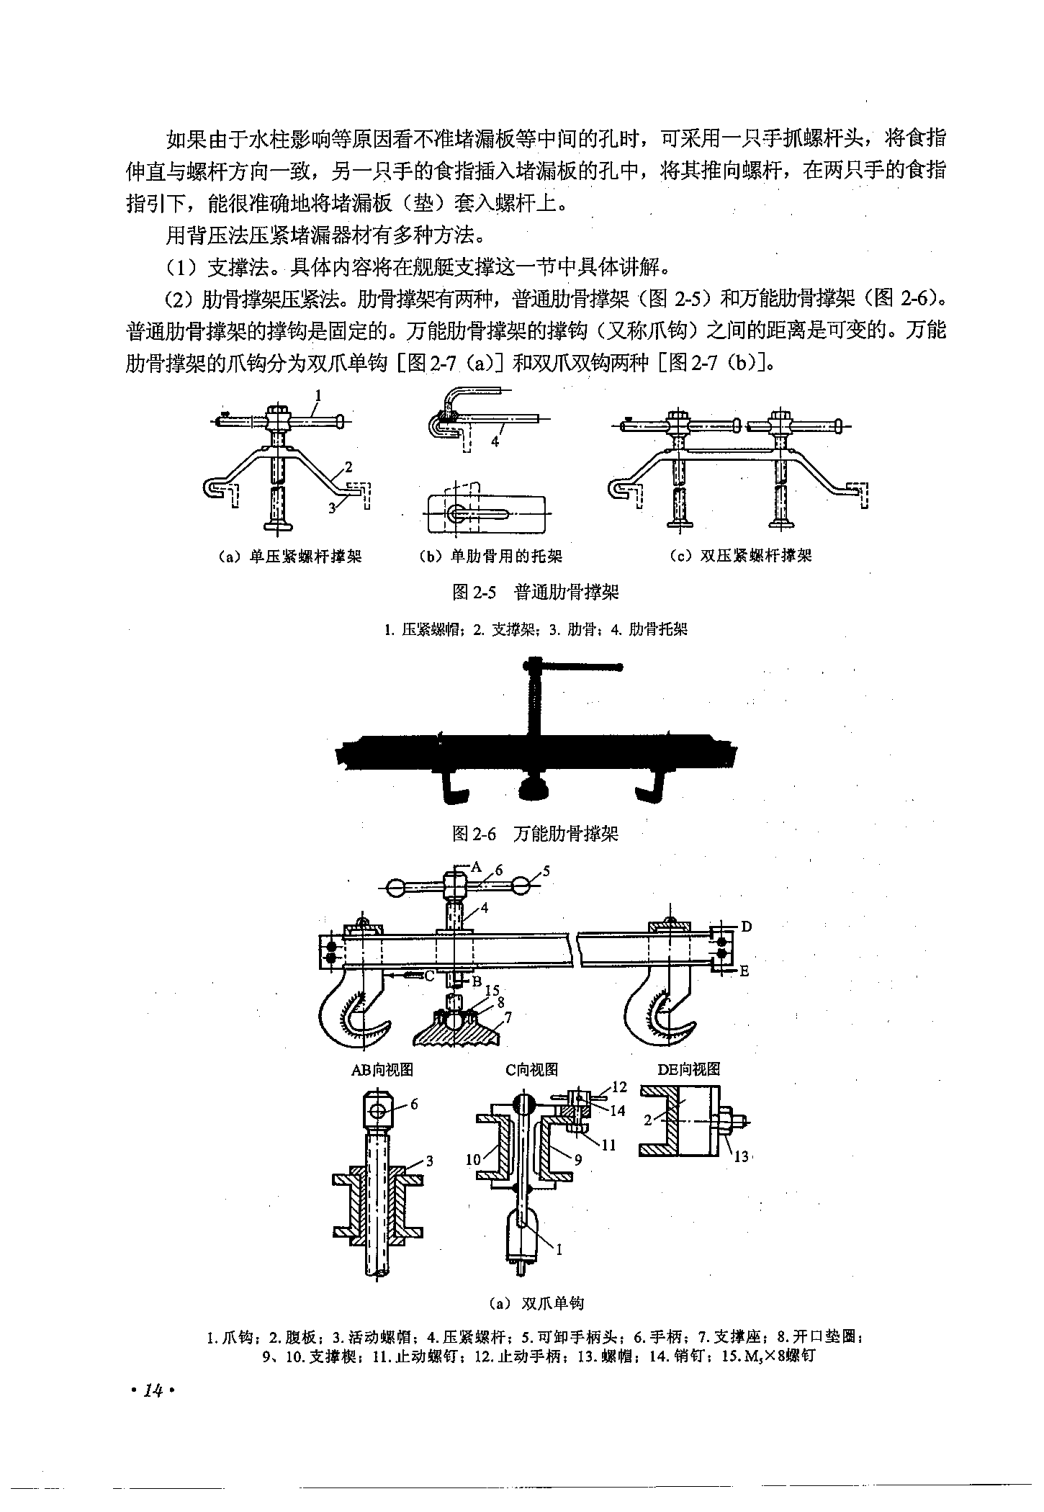 如果由于水柱影响等原因看不准堵漏板等中间的孔时，可采用一只手抓螺杆头，将食指
伸直与螺杆方向一致，另一只手的食指插入堵漏板的孔中，将其推向螺杆，在两只手的食指
指引下，能很准确地将堵漏板（垫）套入螺杆上。
用背压法压紧堵漏器材有多种方法。
（1）支撑法。具体内容将在舰艇支撑这一节中具体讲解。
（2）肋骨撑架压紧法。肋骨撑架有两种，普通肋骨撑架（图 2-5）和万能肋骨撑架（图 2-6）。
普通肋骨撑架的撑钩是固定的。万能肋骨撑架的撑钩（又称爪钩）之间的距离是可变的。万能
肋骨撑架的爪钩分为双爪单钩［图 2-7（a）］和双爪双钩两种［图 2-7（b）］。
1
2
3
4
（a）单压紧螺杆撑架
（b）单肋骨用的托架
（c）双压紧螺杆撑架
图 2-5 普通肋骨撑架
1. 压紧螺帽；2. 支撑架；3. 肋骨；4. 肋骨托架
图 2-6 万能肋骨撑架
A
6
5
4
D
C
B
E
15
8
7
AB向视图
C向视图
DE向视图
6
3
12
14
11
10
9
1
2
13
（a）双爪单钩
1.爪钩；2.腹板；3.活动螺帽；4.压紧螺杆；5.可卸手柄头；6.手柄；7.支撑座；8.开口垫圈；
9、10.支撑楔；11.止动螺钉；12.止动手柄；13.螺帽；14.销钉；15.M₅×8螺钉
·14·